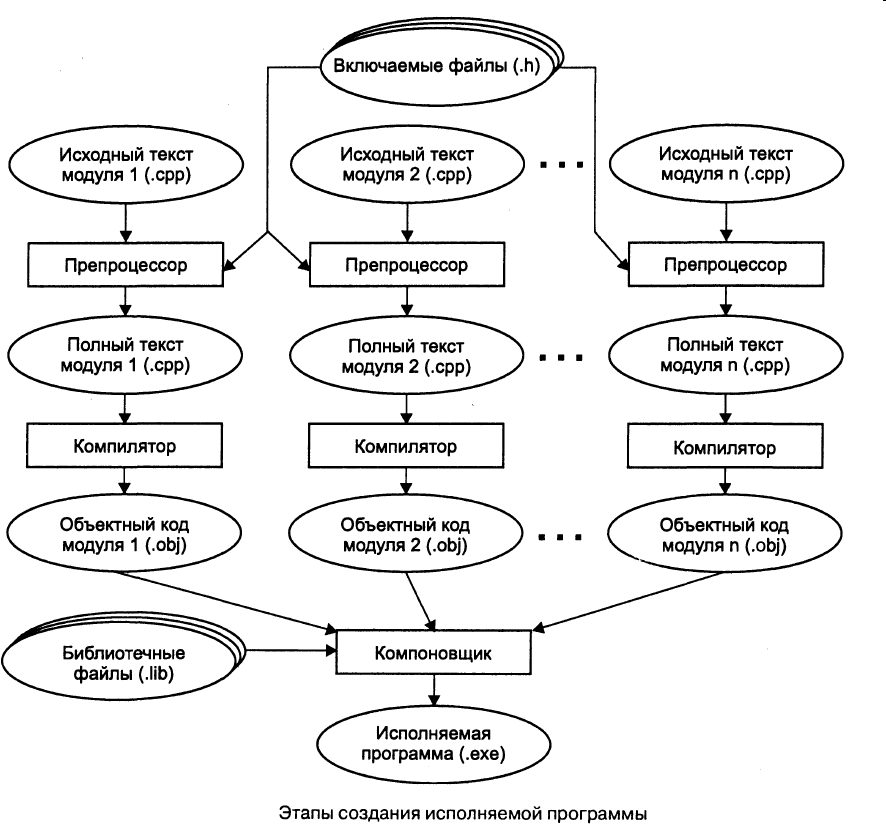 Включаемые файлы (.h)
Исходный текст
модуля 1 (.cpp)
Исходный текст
модуля 2 (.cpp)
Исходный текст
модуля n (.cpp)
Препроцессор
Препроцессор
Препроцессор
Полный текст
модуля 1 (.cpp)
Полный текст
модуля 2 (.cpp)
Полный текст
модуля n (.cpp)
Компилятор
Компилятор
Компилятор
Объектный код
модуля 1 (.obj)
Объектный код
модуля 2 (.obj)
Объектный код
модуля n (.obj)
Библиотечные
файлы (.lib)
Компоновщик
Исполняемая
программа (.exe)
Этапы создания исполняемой программы